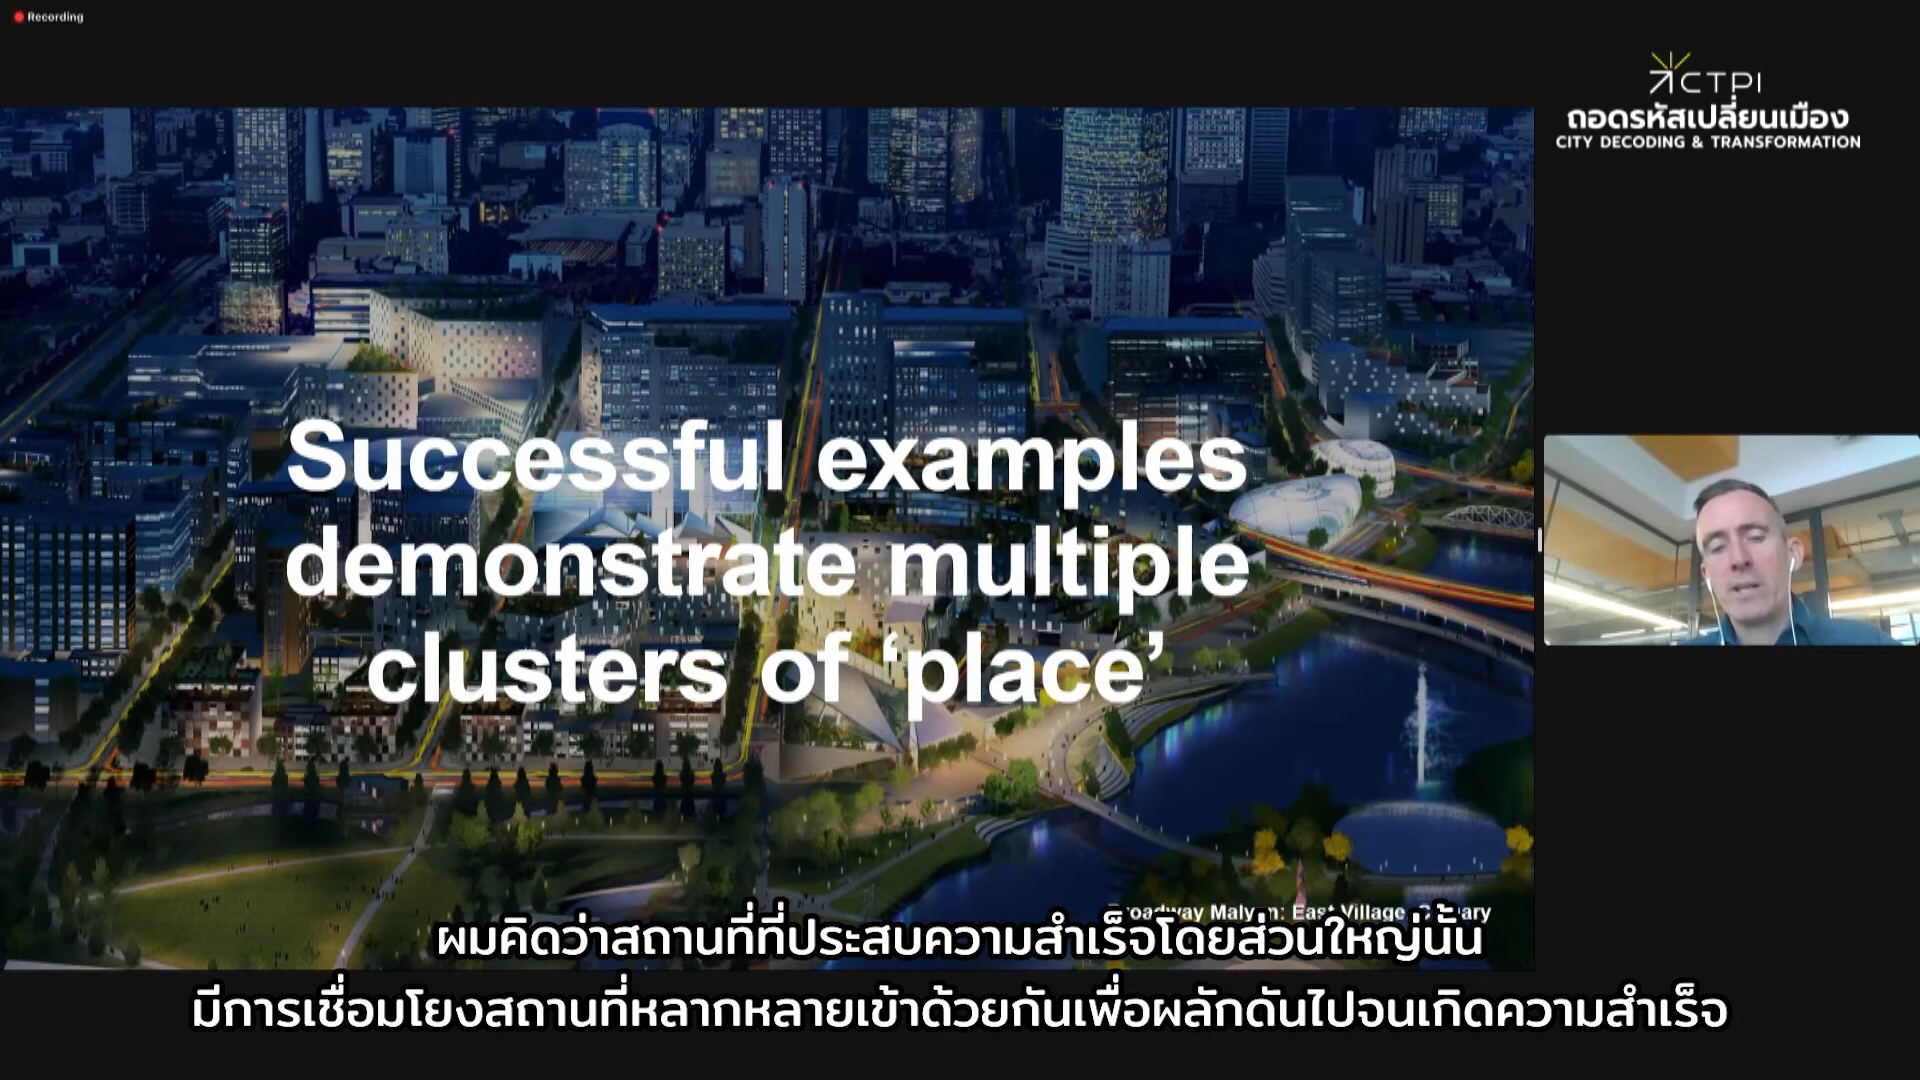 Recording
ACTPI
ถอดรหัสเปลี่ยนเมือง
CITY DECODING & TRANSFORMATION
Successful examples
demonstrate multiple
clusters of ‘place’
East Village
ผมคิดว่าสถานที่ที่ประสบความสำเร็จโดยส่วนใหญ่นั้น
มีการเชื่อมโยงสถานที่หลากหลายเข้าด้วยกันเพื่อผลักดันไปจนเกิดความสำเร็จ